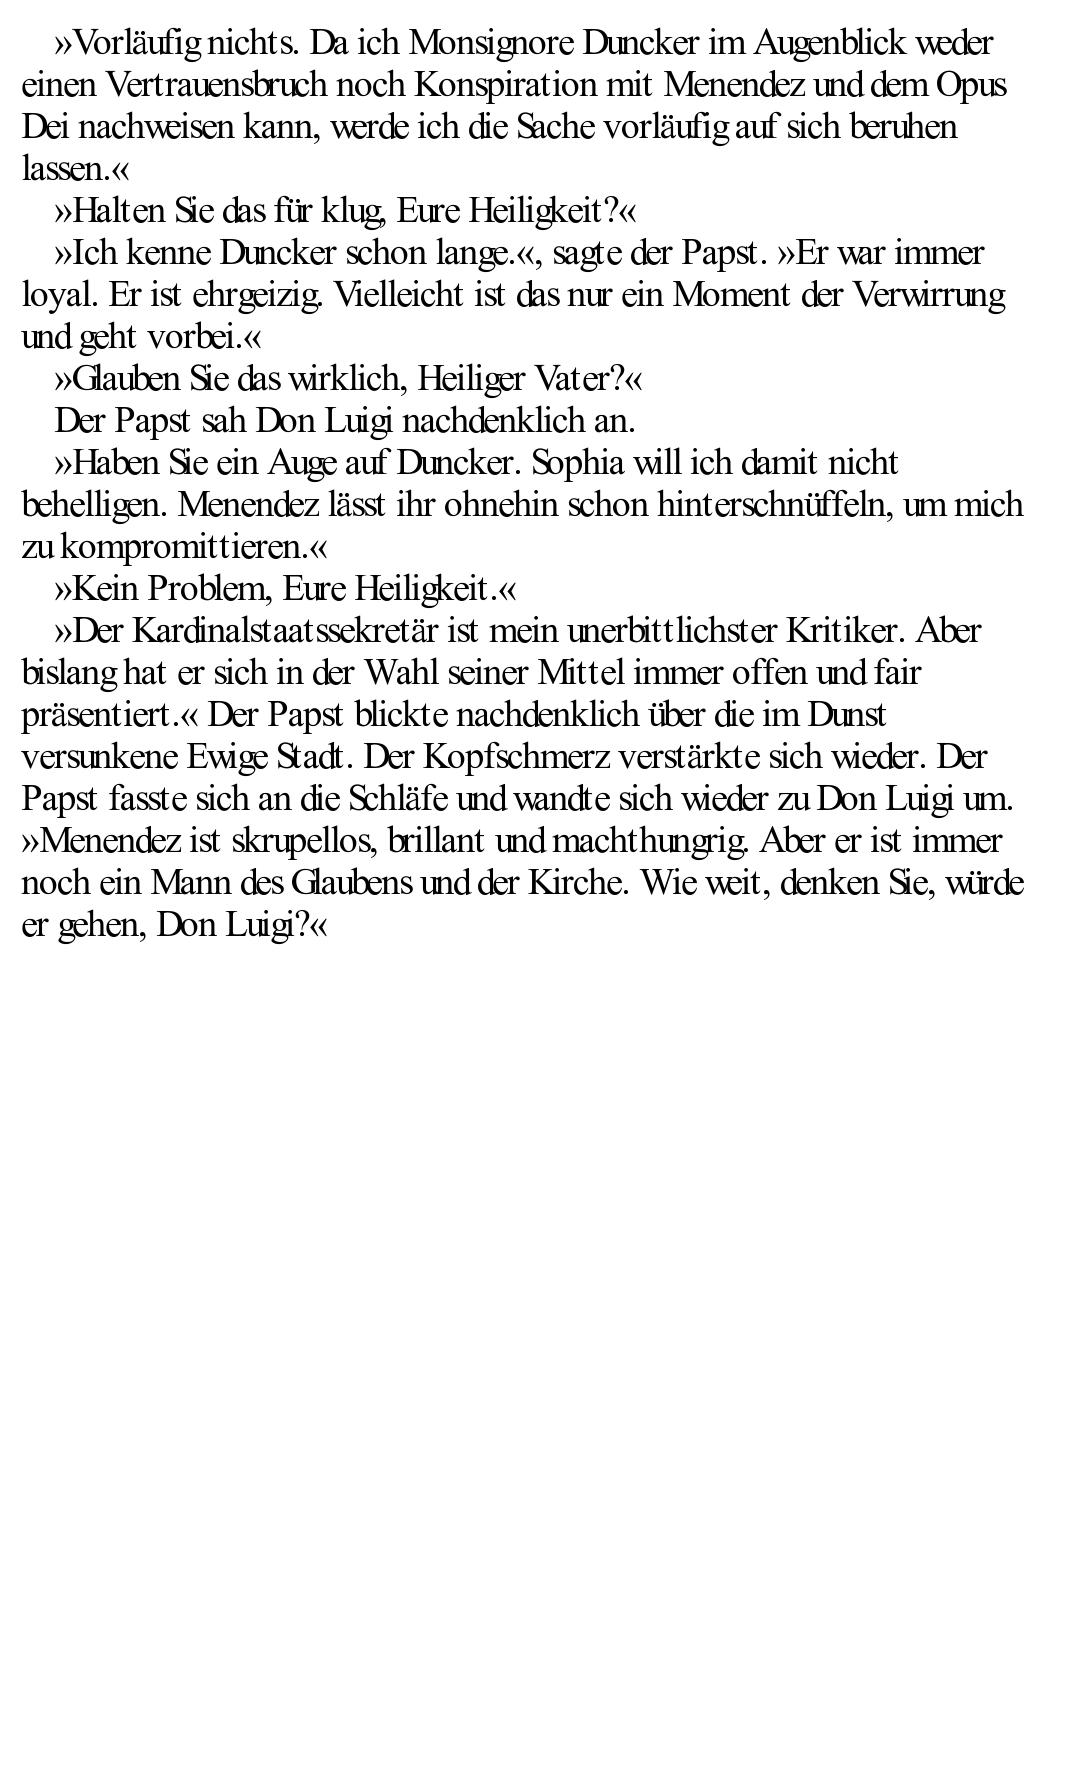 »Vorläufig nichts. Da ich Monsignore Duncker im Augenblick weder
einen Vertrauensbruch noch Konspiration mit Menendez und dem Opus
Dei nachweisen kann, werde ich die Sache vorläufig auf sich beruhen
lassen.«
»Halten Sie das für klug, Eure Heiligkeit?«
»Ich kenne Duncker schon lange.«, sagte der Papst. »Er war immer
loyal. Er ist ehrgeizig. Vielleicht ist das nur ein Moment der Verwirrung
und geht vorbei.«
»Glauben Sie das wirklich, Heiliger Vater?«
Der Papst sah Don Luigi nachdenklich an.
»Haben Sie ein Auge auf Duncker. Sophia will ich damit nicht
behelligen. Menendez lässt ihr ohnehin schon hinterschnüffeln, um mich
zu kompromittieren.«
»Kein Problem, Eure Heiligkeit.«
»Der Kardinalstaatssekretär ist mein unerbittlichster Kritiker. Aber
bislang hat er sich in der Wahl seiner Mittel immer offen und fair
präsentiert.« Der Papst blickte nachdenklich über die im Dunst
versunkene Ewige Stadt. Der Kopfschmerz verstärkte sich wieder. Der
Papst fasste sich an die Schläfe und wandte sich wieder zu Don Luigi um.
»Menendez ist skrupellos, brillant und machthungrig. Aber er ist immer
noch ein Mann des Glaubens und der Kirche. Wie weit, denken Sie, würde
er gehen, Don Luigi?«